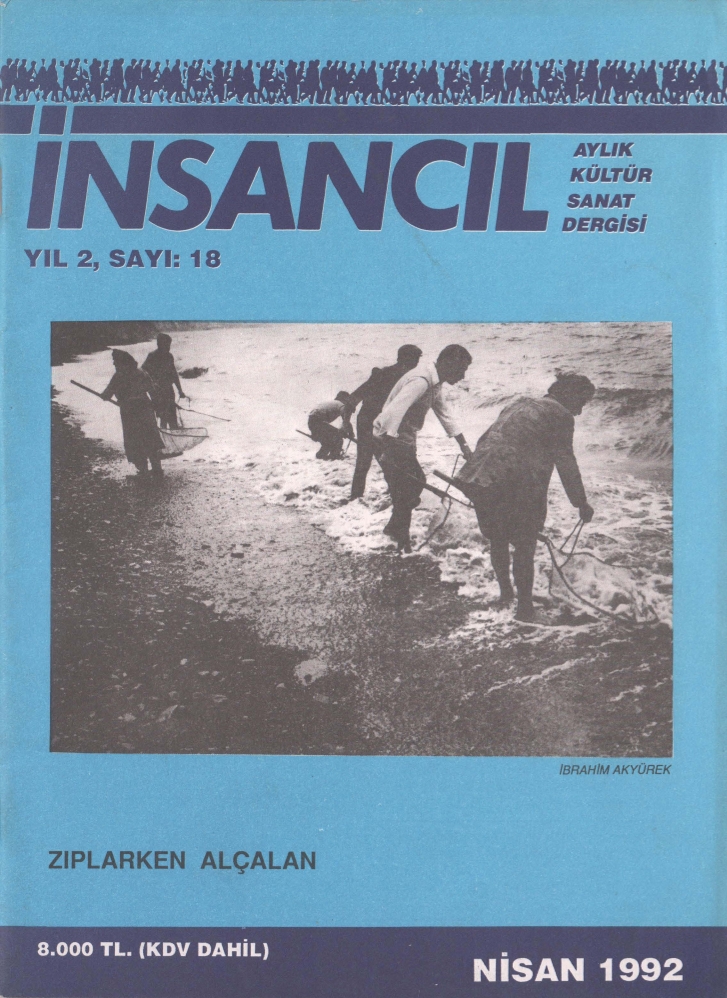 İNSANCIL
AYLIK
KÜLTÜR
SANAT
DERGİSİ
YIL 2, SAYI: 18
İBRAHİM AKYÜREK
ZIPLARKEN ALÇALAN
8.000 TL. (KDV DAHİL)
NİSAN 1992